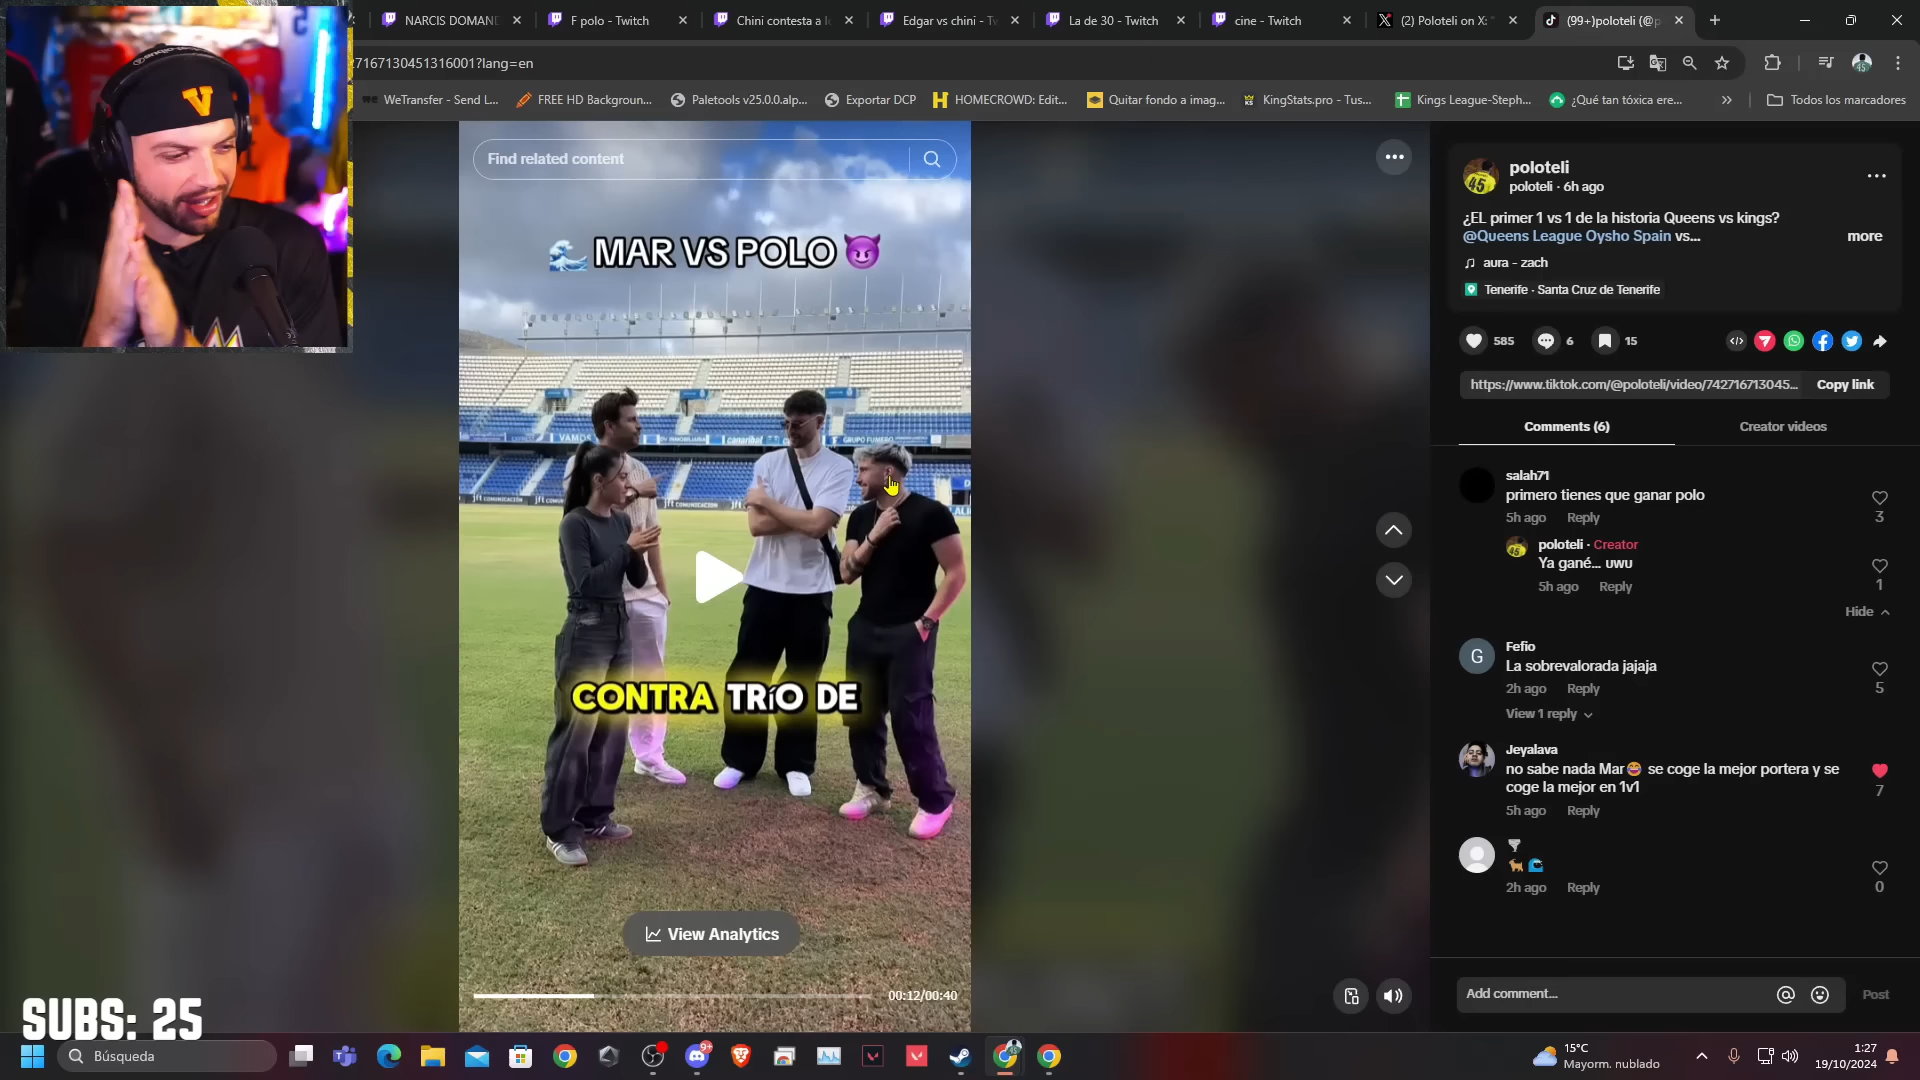 NARCIS DOMAN
F polo - Twitch
Chini contesta a l
Edgar vs chini - Tw
La de 30 - Twitch
cine - Twitch
(2) Poloteli on X: "
(99+)poloteli (@p
7167130451316001?lang=en
WeTransfer - Send L...
FREE HD Backgroun...
Paletools v25.0.0.alp...
Exportar DCP
HOMECROWD: Edit...
Quitar fondo a imag...
KingStats.pro - Tus...
Kings League-Steph...
¿Qué tan tóxica ere...
Todos los marcadores
Find related content
🌊 MAR VS POLO 😈
CONTRA TRÍO DE
View Analytics
00:12/00:40
poloteli
poloteli · 6h ago
¿EL primer 1 vs 1 de la historia Queens vs kings?
@Queens League Oysho Spain vs...
more
aura - zach
Tenerife · Santa Cruz de Tenerife
585
6
15
https://www.tiktok.com/@poloteli/video/742716713045...
Copy link
Comments (6)
Creator videos
salah71
primero tienes que ganar polo
5h ago
Reply
3
poloteli · Creator
Ya gané... uwu
5h ago
Reply
1
Hide
G
Fefio
La sobrevalorada jajaja
2h ago
Reply
5
View 1 reply
Jeyalava
no sabe nada Mar😂 se coge la mejor portera y se
coge la mejor en 1v1
5h ago
Reply
7
🐐🌊
2h ago
Reply
0
Add comment...
Post
SUBS: 25
Búsqueda
9+
15°C
Mayorm. nublado
1:27
19/10/2024